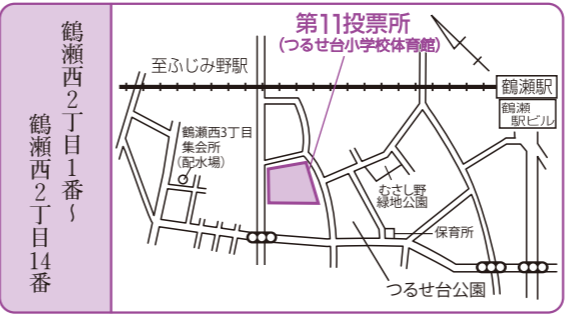 鶴瀬西2丁目1番~
鶴瀬西2丁目14番
第11投票所
(つるせ台小学校体育館)
至ふじみ野駅
鶴瀬駅
鶴瀬
駅ビル
鶴瀬西3丁目
集会所
(配水場)
むさし野
緑地公園
保育所
つるせ台公園